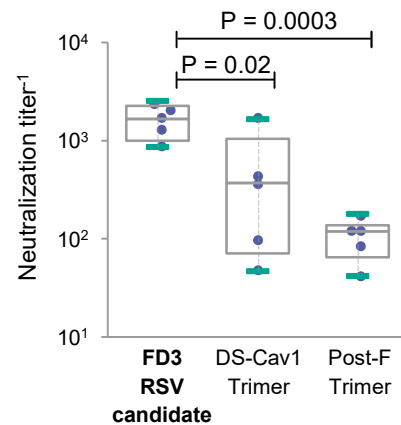 P = 0.0003
P = 0.02
Neutralization titer⁻¹
10⁴
10³
10²
10¹
FD3
RSV
candidate
DS-Cav1
Trimer
Post-F
Trimer